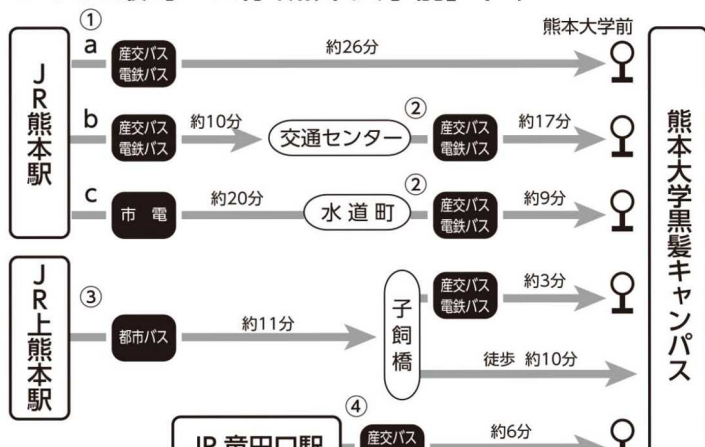 ①
熊本大学前
JR熊本駅
a
産交バス
電鉄バス
約26分
b
産交バス
電鉄バス
約10分
交通センター
②
産交バス
電鉄バス
約17分
c
市電
約20分
水道町
②
産交バス
電鉄バス
約9分
熊本大学黒髪キャンパス
JR上熊本駅
③
都市バス
約11分
子飼橋
産交バス
電鉄バス
約3分
徒歩 約10分
④
JR 竜田口駅
産交バス
約6分